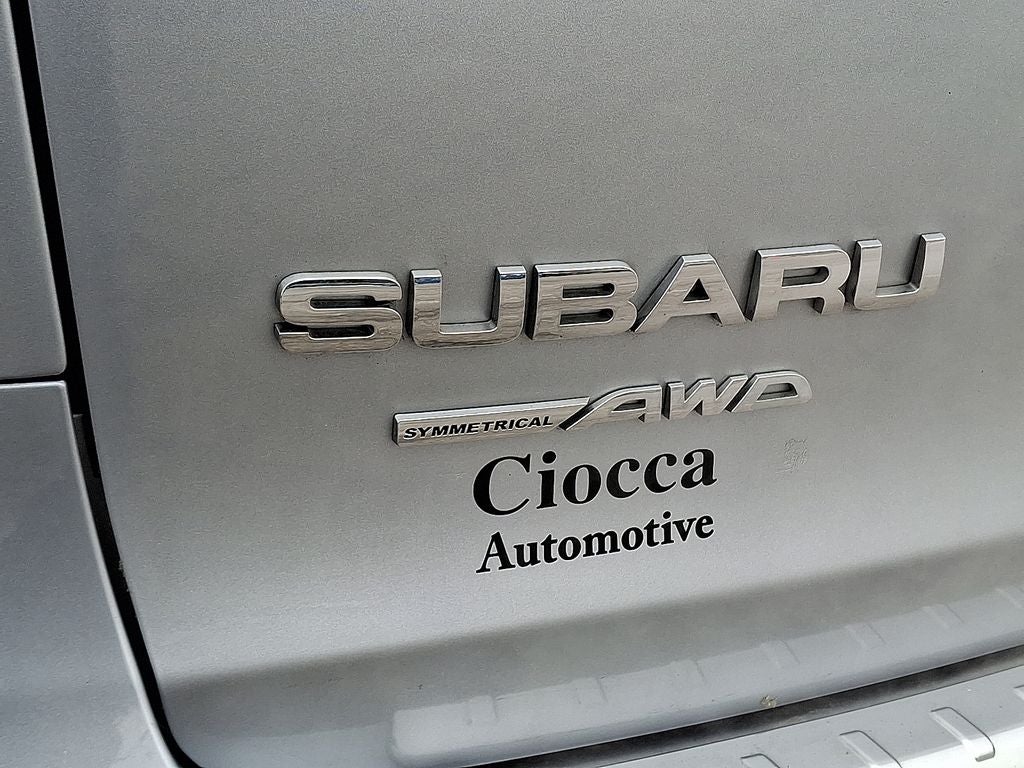 SUBARU
SYMMETRICAL AWD
Ciocca
Automotive